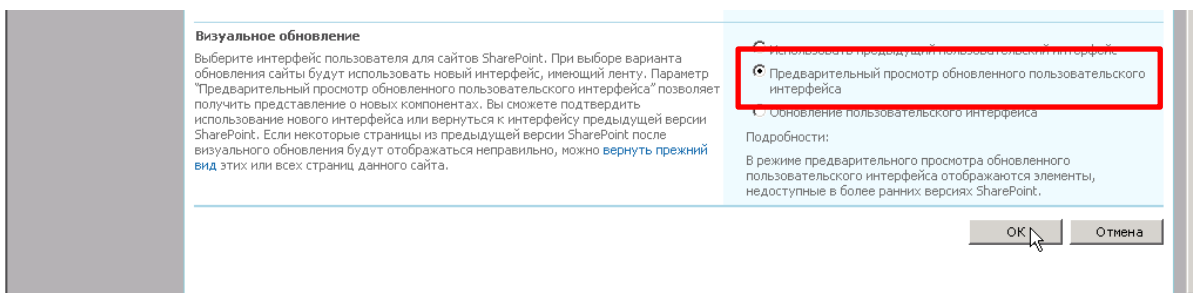 Визуальное обновление
Выберите интерфейс пользователя для сайтов SharePoint. При выборе варианта
обновления сайты будут использовать новый интерфейс, имеющий ленту. Параметр
"Предварительный просмотр обновленного пользовательского интерфейса" позволяет
получить представление о новых компонентах. Вы сможете подтвердить
использование нового интерфейса или вернуться к интерфейсу предыдущей версии
SharePoint. Если некоторые страницы из предыдущей версии SharePoint после
визуального обновления будут отображаться неправильно, можно вернуть прежний
вид этих или всех страниц данного сайта.
Использовать предыдущий пользовательский интерфейс
Предварительный просмотр обновленного пользовательского
интерфейса
Обновление пользовательского интерфейса
Подробности:
В режиме предварительного просмотра обновленного
пользовательского интерфейса отображаются элементы,
недоступные в более ранних версиях SharePoint.
OK
Отмена